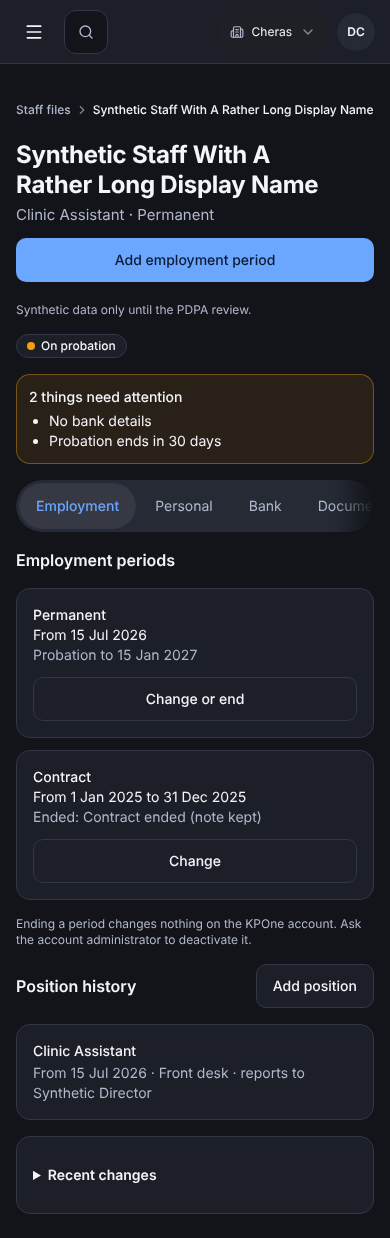 Cheras
DC
Staff files
Synthetic Staff With A Rather Long Display Name
Synthetic Staff With A
Rather Long Display Name
Clinic Assistant · Permanent
Add employment period
Synthetic data only until the PDPA review.
On probation
2 things need attention
No bank details
Probation ends in 30 days
Employment
Personal
Bank
Docume
Employment periods
Permanent
From 15 Jul 2026
Probation to 15 Jan 2027
Change or end
Contract
From 1 Jan 2025 to 31 Dec 2025
Ended: Contract ended (note kept)
Change
Ending a period changes nothing on the KPOne account. Ask
the account administrator to deactivate it.
Position history
Add position
Clinic Assistant
From 15 Jul 2026 · Front desk · reports to
Synthetic Director
Recent changes